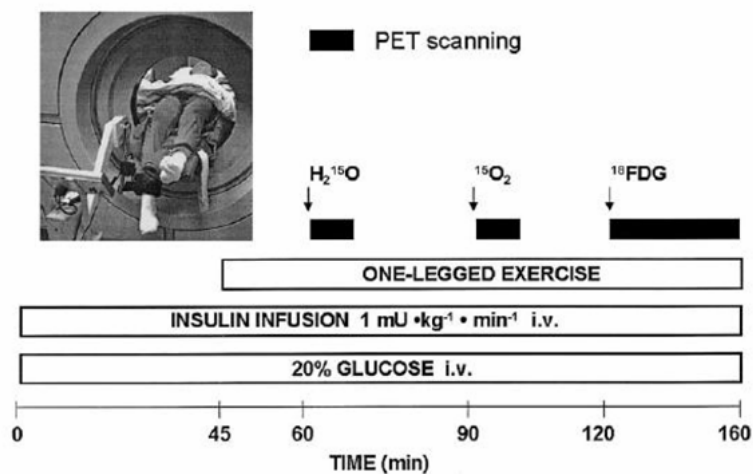 PET scanning
H₂¹⁵O ¹⁵O₂ ¹⁸FDG
ONE-LEGGED EXERCISE
INSULIN INFUSION 1 mU •kg⁻¹ • min⁻¹ i.v.
20% GLUCOSE i.v.
0 45 60 90 120 160
TIME (min)